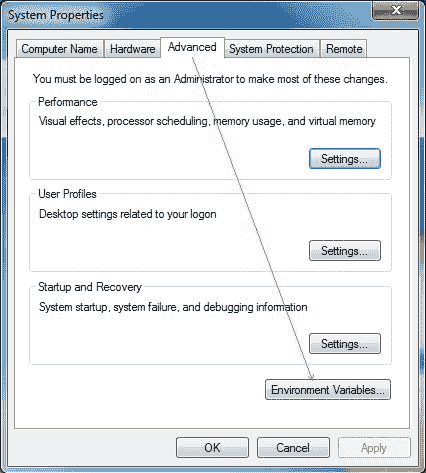 System Properties
Computer Name Hardware Advanced System Protection Remote
You must be logged on as an Administrator to make most of these changes.
Performance
Visual effects, processor scheduling, memory usage, and virtual memory
Settings...
User Profiles
Desktop settings related to your logon
Settings...
Startup and Recovery
System startup, system failure, and debugging information
Settings...
Environment Variables...
OK Cancel Apply